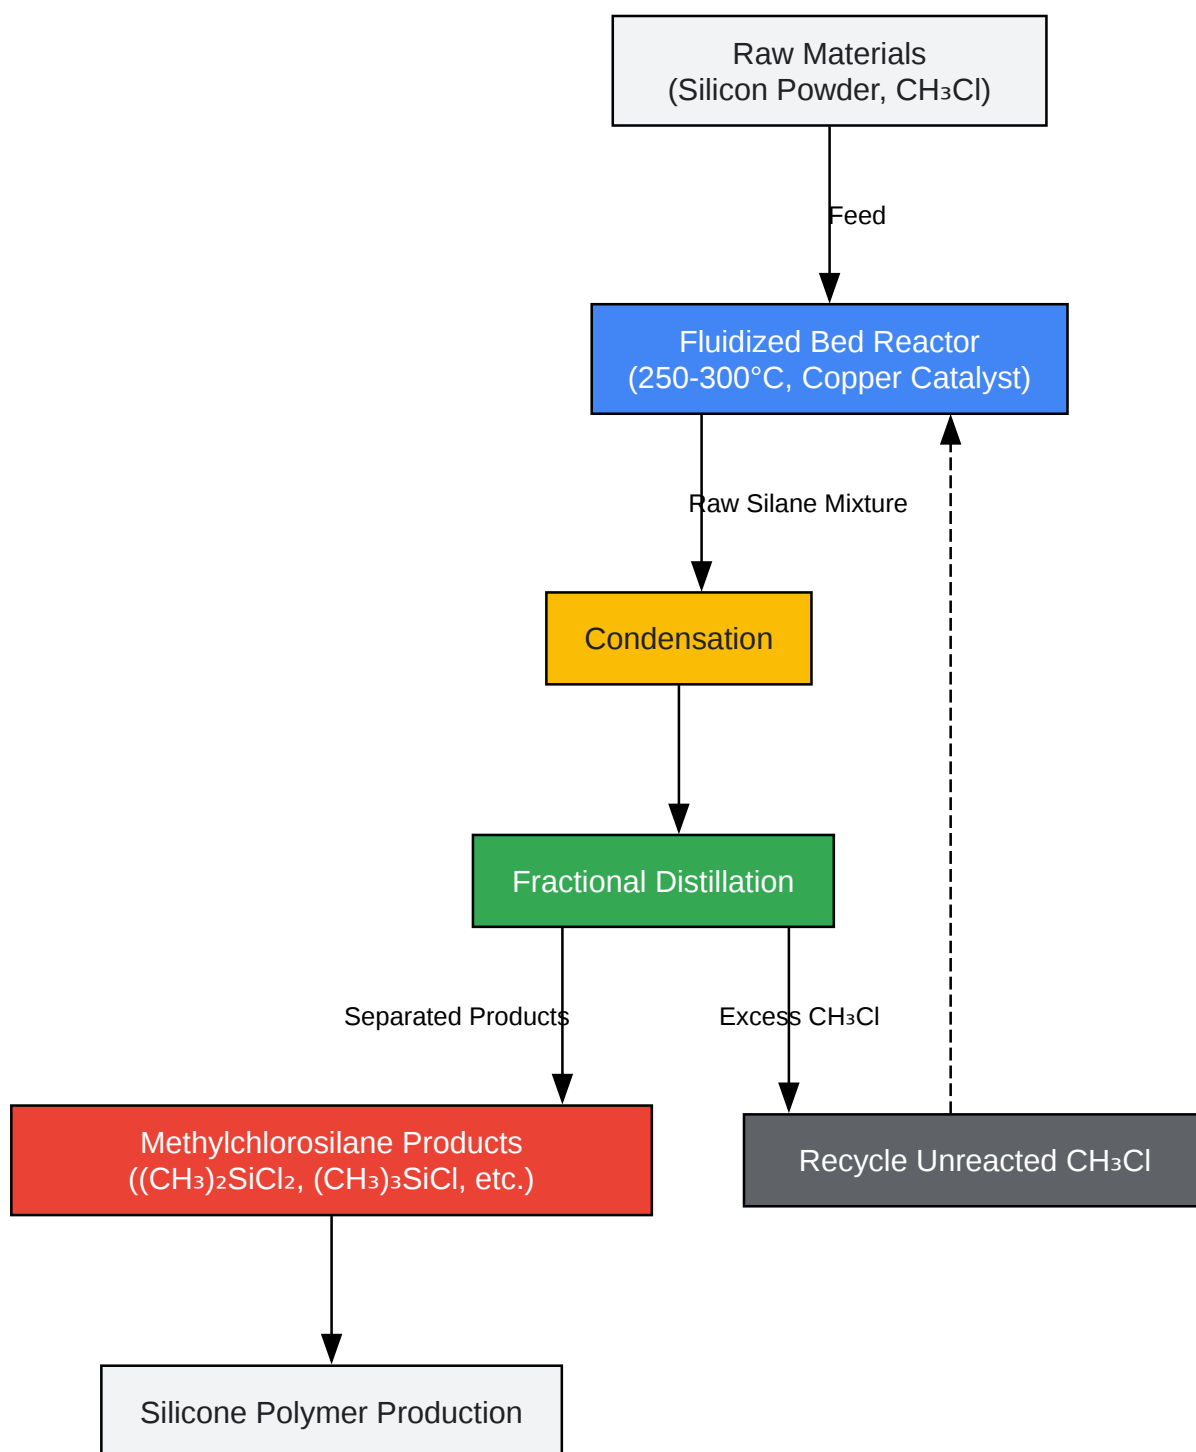 Raw Materials
(Silicon Powder, CH₃Cl)
Feed
Fluidized Bed Reactor
(250-300°C, Copper Catalyst)
Raw Silane Mixture
Condensation
Fractional Distillation
Separated Products
Excess CH₃Cl
Methylchlorosilane Products
((CH₃)₂SiCl₂, (CH₃)₃SiCl, etc.)
Recycle Unreacted CH₃Cl
Silicone Polymer Production